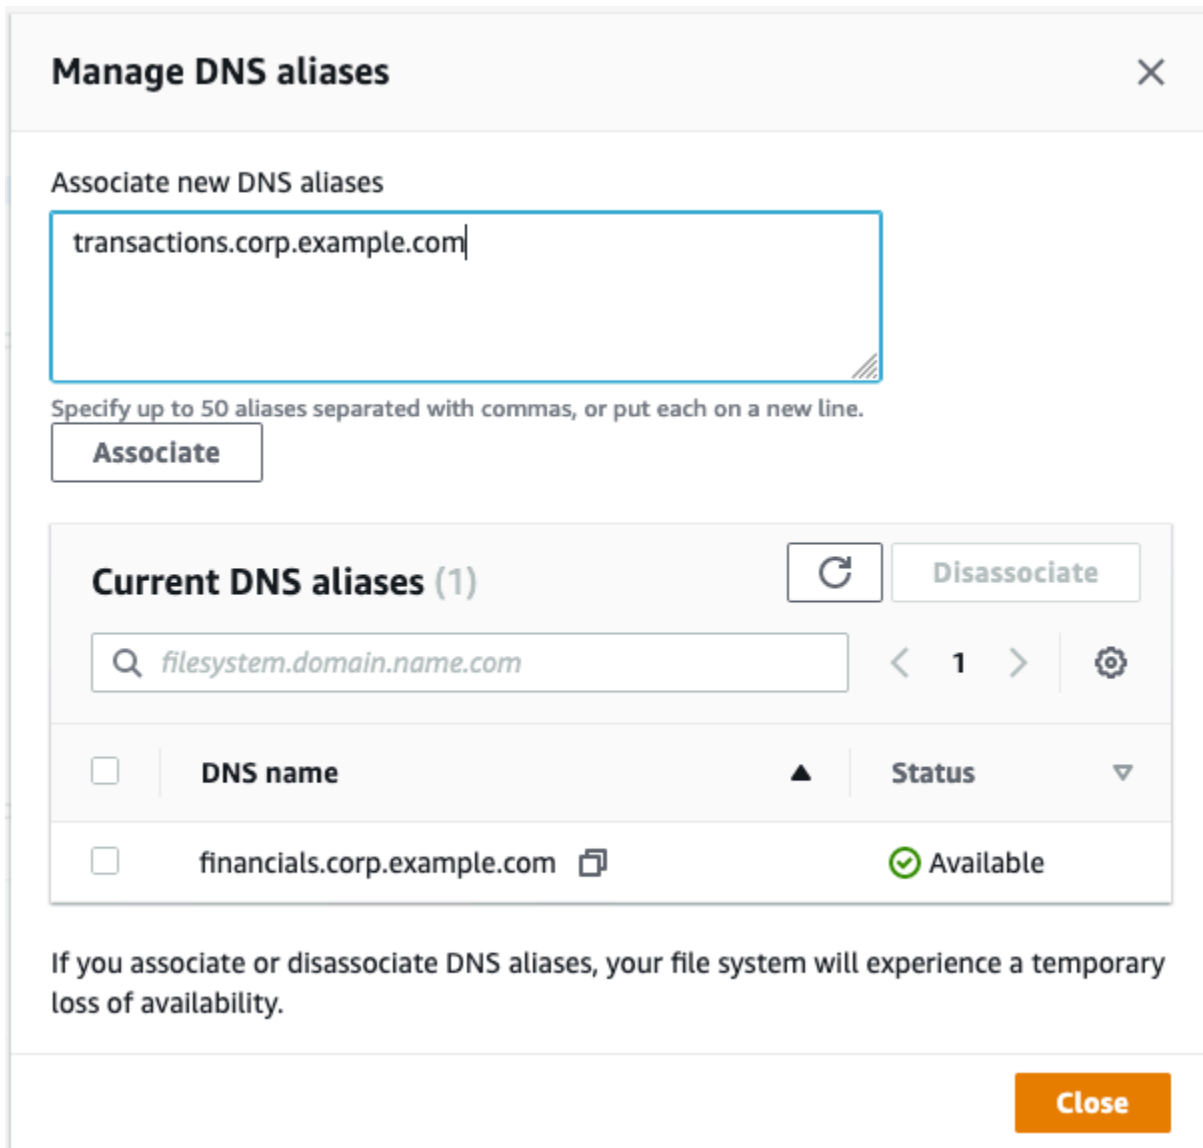 Manage DNS aliases
Associate new DNS aliases
transactions.corp.example.com
Specify up to 50 aliases separated with commas, or put each on a new line.
Associate
Current DNS aliases (1)
Disassociate
filesystem.domain.name.com
1
DNS name
Status
financials.corp.example.com
Available
If you associate or disassociate DNS aliases, your file system will experience a temporary
loss of availability.
Close